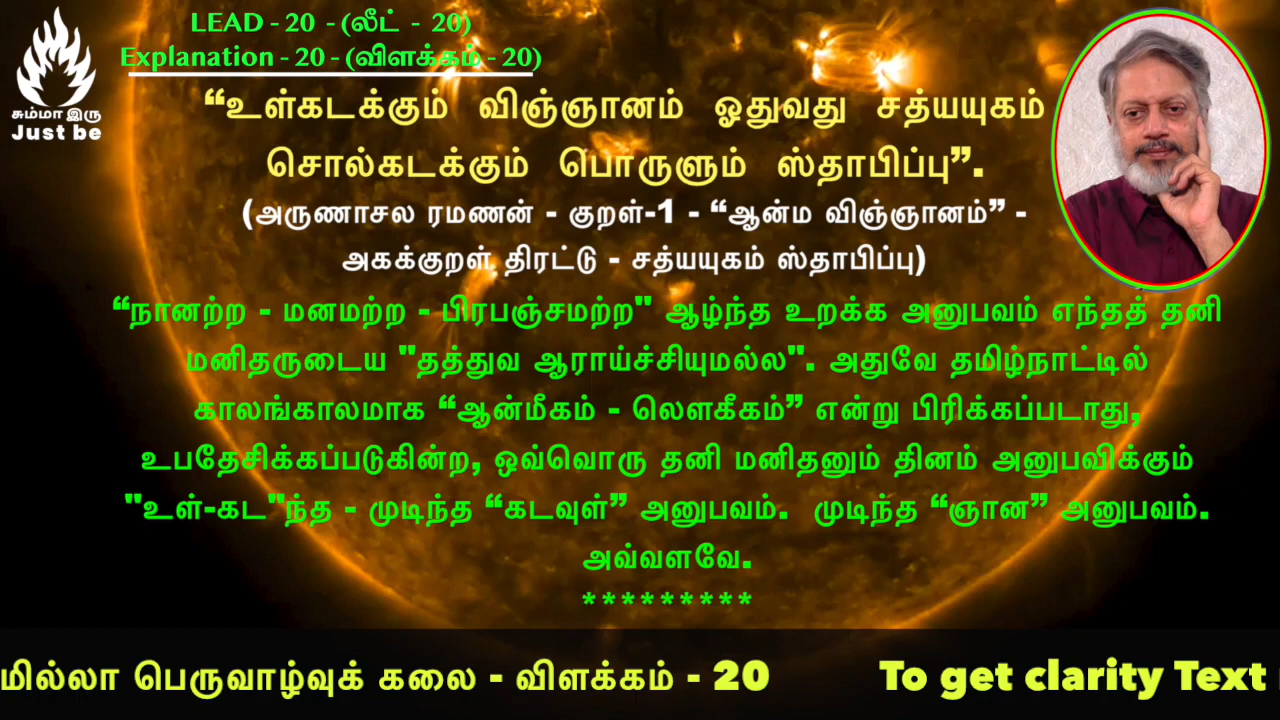 LEAD - 20 - (லீட் - 20)
Explanation - 20 - (விளக்கம் - 20)
சும்மா இரு
Just be
“உள்கடக்கும் விஞ்ஞானம் ஓதுவது சத்யயுகம்
சொல்கடக்கும் பொருளும் ஸ்தாபிப்பு”.
(அருணாசல ரமணன் - குறள்-1 - “ஆன்ம விஞ்ஞானம்” -
அகக்குறள் திரட்டு - சத்யயுகம் ஸ்தாபிப்பு)
“நானற்ற - மனமற்ற - பிரபஞ்சமற்ற" ஆழ்ந்த உறக்க அனுபவம் எந்தத் தனி
மனிதருடைய "தத்துவ ஆராய்ச்சியுமல்ல". அதுவே தமிழ்நாட்டில்
காலங்காலமாக “ஆன்மீகம் - லௌகீகம்” என்று பிரிக்கப்படாது,
உபதேசிக்கப்படுகின்ற, ஒவ்வொரு தனி மனிதனும் தினம் அனுபவிக்கும்
"உள்-கட"ந்த - முடிந்த “கடவுள்” அனுபவம். முடிந்த “ஞான” அனுபவம்.
அவ்வளவே.
*********
மில்லா பெருவாழ்வுக் கலை - விளக்கம் - 20 To get clarity Text